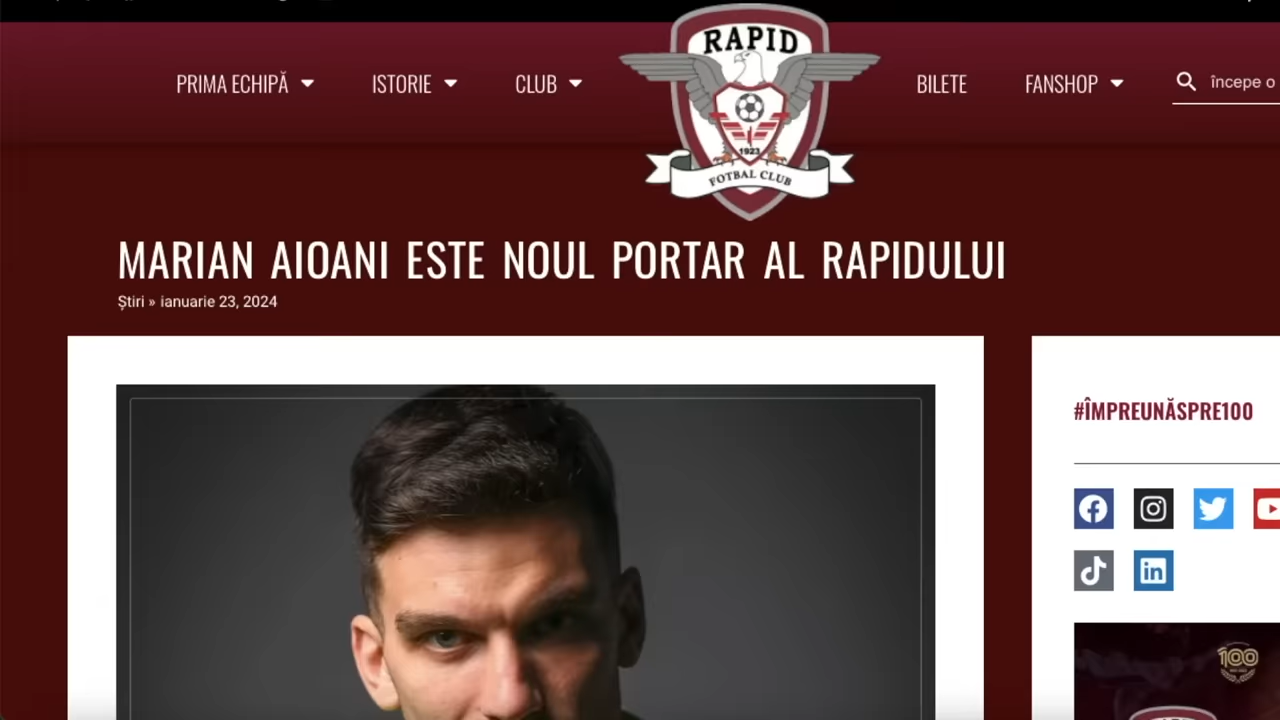 RAPID
PRIMA ECHIPĂ
ISTORIE
CLUB
BILETE
FANSHOP
începe o
1923
FOTBAL CLUB
MARIAN AIOANI ESTE NOUL PORTAR AL RAPIDULUI
Știri » ianuarie 23, 2024
#ÎMPREUNĂSPRE100
100